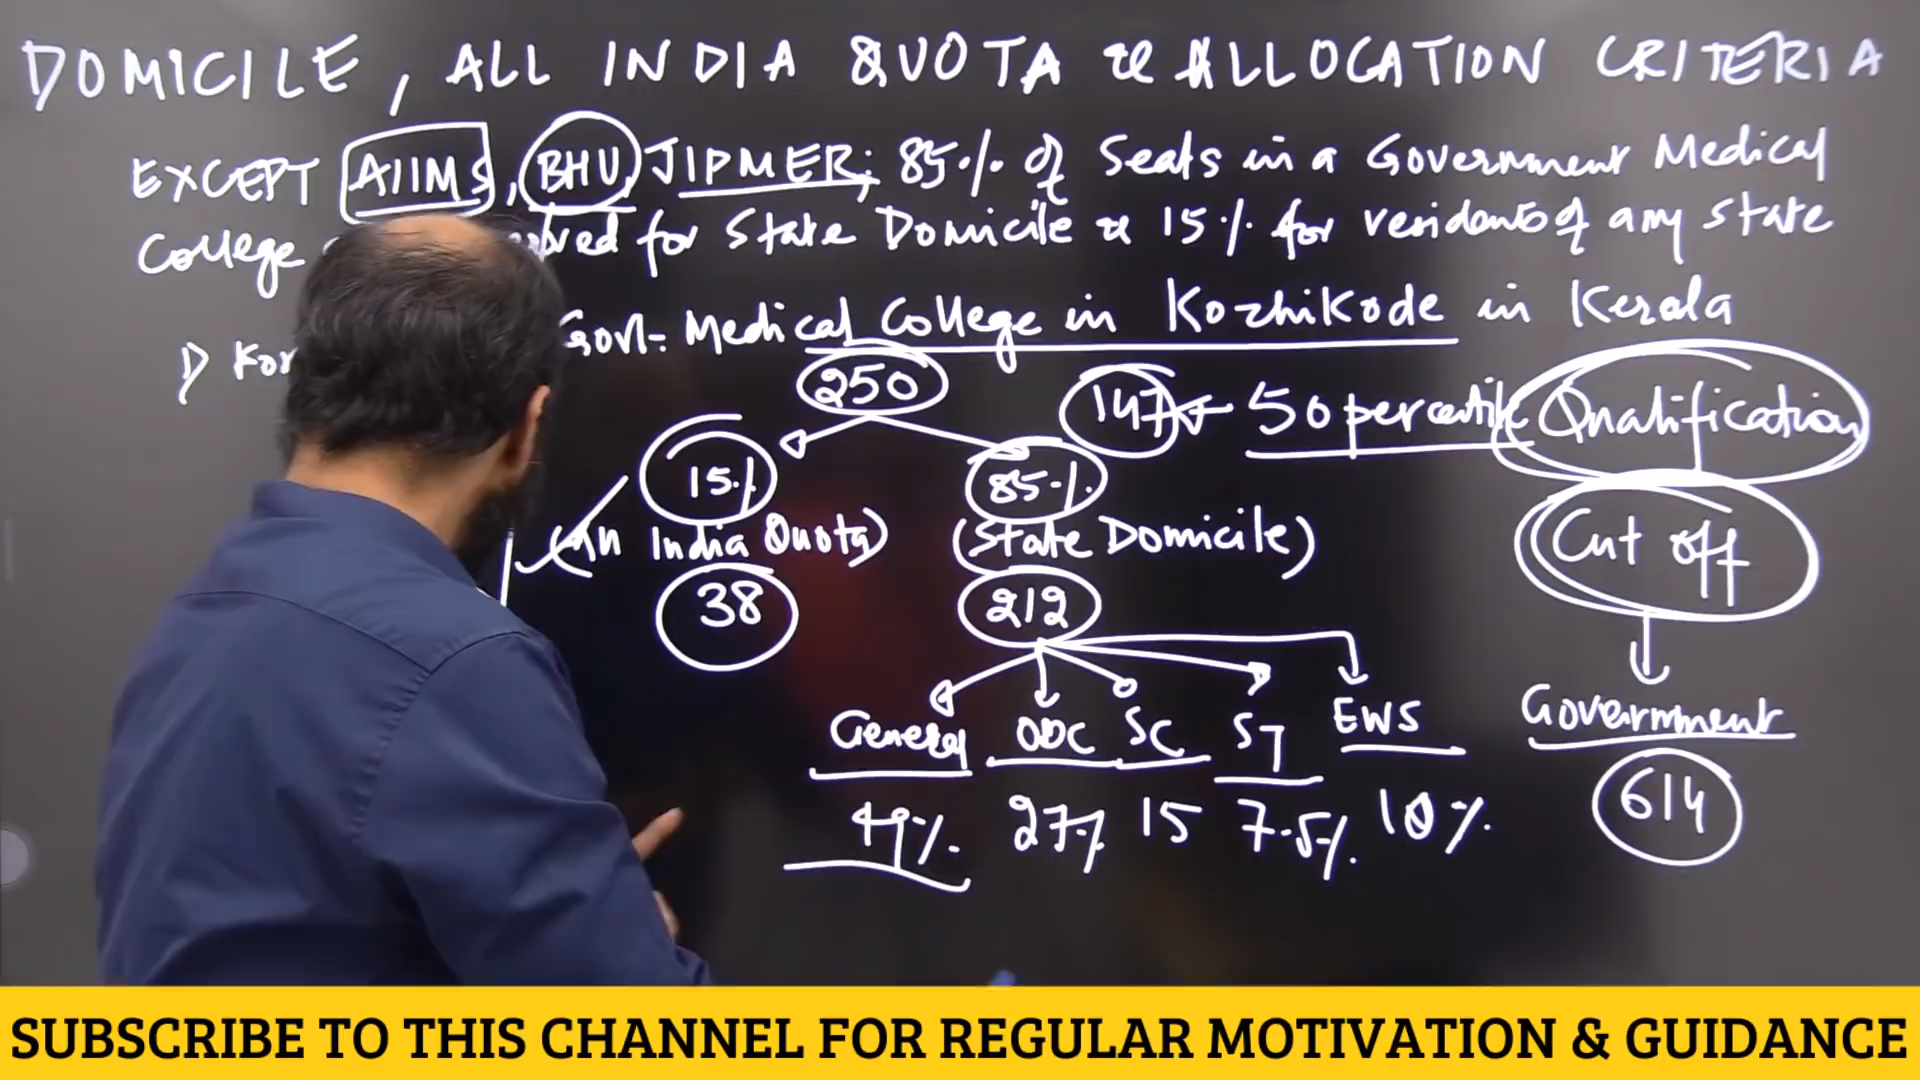 DOMICILE, ALL INDIA QUOTA & ALLOCATION CRITERIA
EXCEPT AIIMS, BHU, JIPMER; 85% of Seats in a Government Medical
College for State Domicile & 15% for residents of any state
1) Govt. Medical College in Kozhikode in Kerala
250
147 50 percentile Qualification
15% 85%
(All India Quota) (State Domicile) Cut off
38 212
General OBC SC ST EWS Government
49% 27% 15 7.5% 10% 614
SUBSCRIBE TO THIS CHANNEL FOR REGULAR MOTIVATION & GUIDANCE